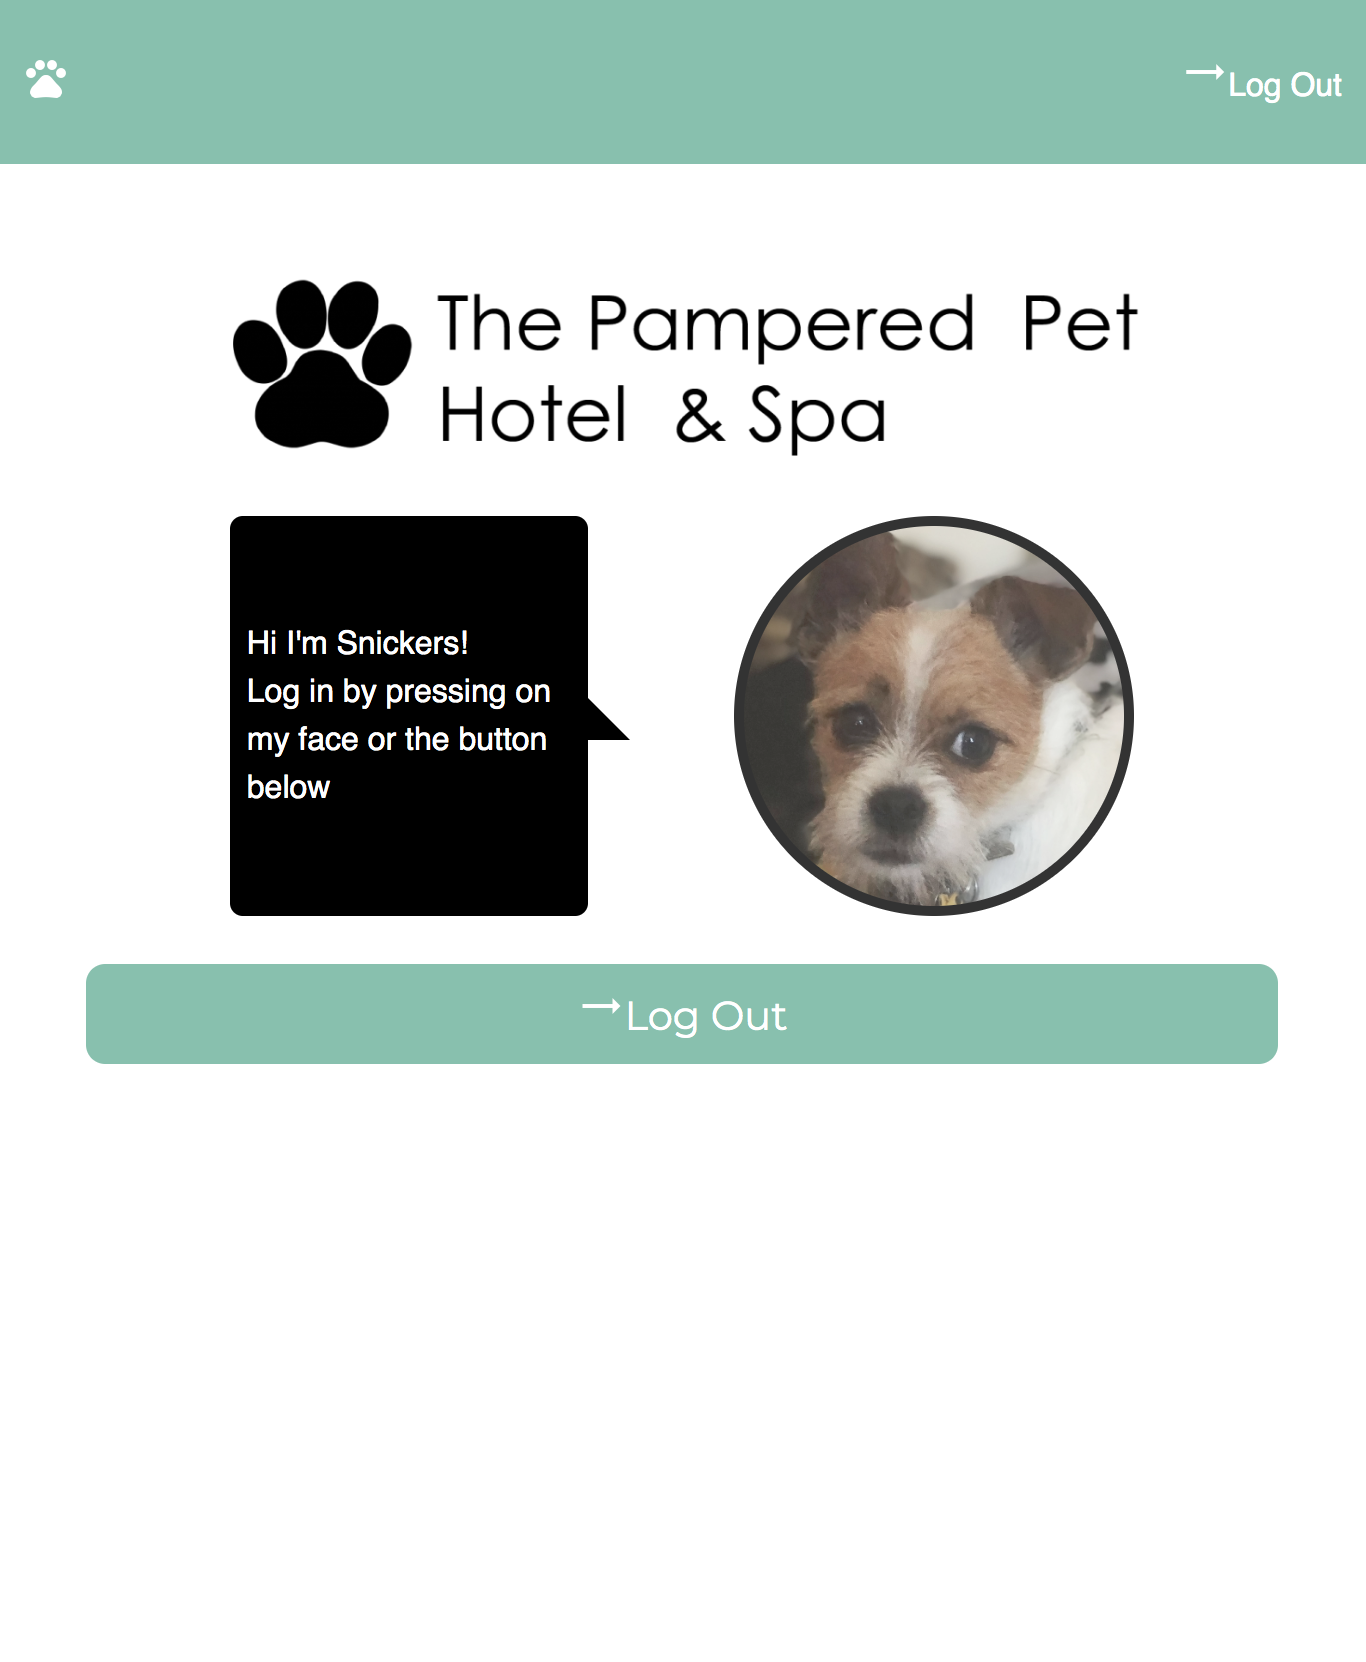 Log Out
The Pampered Pet
Hotel & Spa
Hi I'm Snickers!
Log in by pressing on
my face or the button
below
Log Out